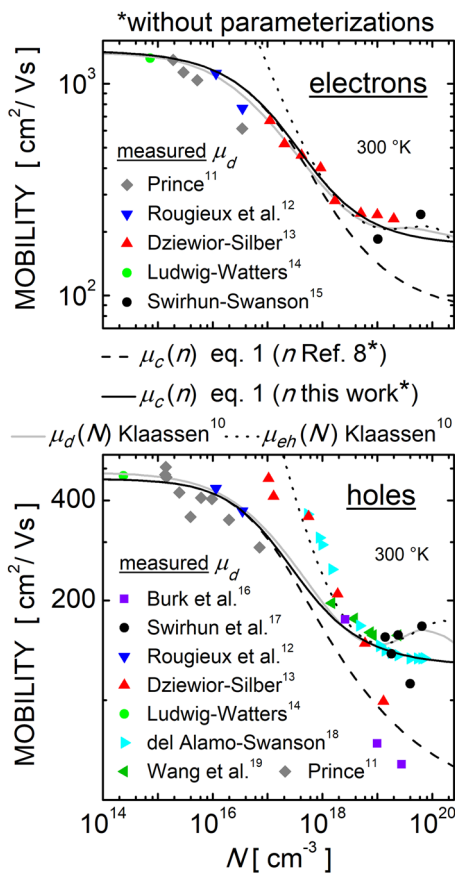 *without parameterizations
10³
10²
MOBILITY [ cm²/ Vs]
electrons
300 °K
measured μd
Prince¹¹
Rougieux et al.¹²
Dziewior-Silber¹³
Ludwig-Watters¹⁴
Swirhun-Swanson¹⁵
μc(n) eq. 1 (n Ref. 8*)
μc(n) eq. 1 (n this work*)
μd(N) Klaassen¹⁰ μeh(N) Klaassen¹⁰
400
200
MOBILITY [ cm²/ Vs]
holes
300 °K
measured μd
Burk et al.¹⁶
Swirhun et al.¹⁷
Rougieux et al.¹²
Dziewior-Silber¹³
Ludwig-Watters¹⁴
del Alamo-Swanson¹⁸
Wang et al.¹⁹ Prince¹¹
10¹⁴ 10¹⁶ 10¹⁸ 10²⁰
N [ cm⁻³]